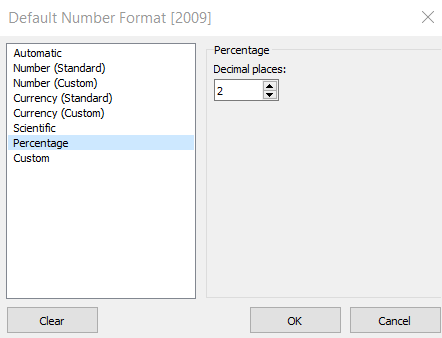 Default Number Format [2009]
Automatic
Number (Standard)
Number (Custom)
Currency (Standard)
Currency (Custom)
Scientific
Percentage
Custom
Percentage
Decimal places:
2
Clear
OK
Cancel